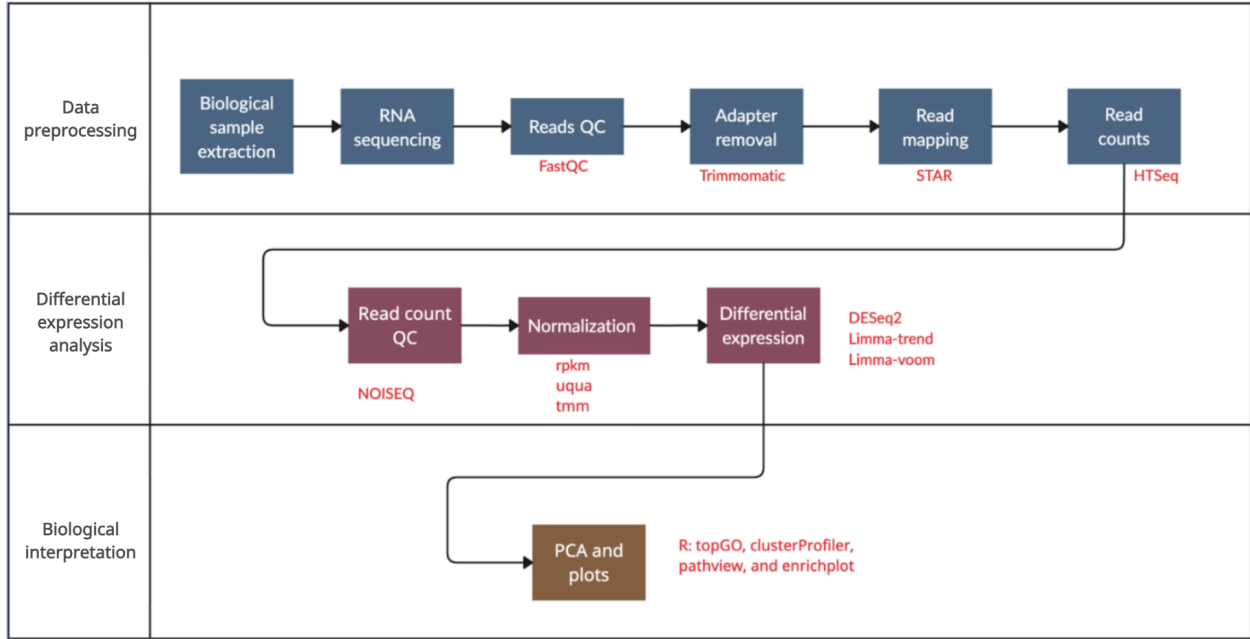 Data
preprocessing
Biological
sample
extraction
RNA
sequencing
Reads QC
FastQC
Adapter
removal
Trimmomatic
Read
mapping
STAR
Read
counts
HTSeq
Differential
expression
analysis
Read count
QC
NOISEQ
Normalization
rpkm
uqua
tmm
Differential
expression
DESeq2
Limma-trend
Limma-voom
Biological
interpretation
PCA and
plots
R: topGO, clusterProfiler,
pathview, and enrichplot